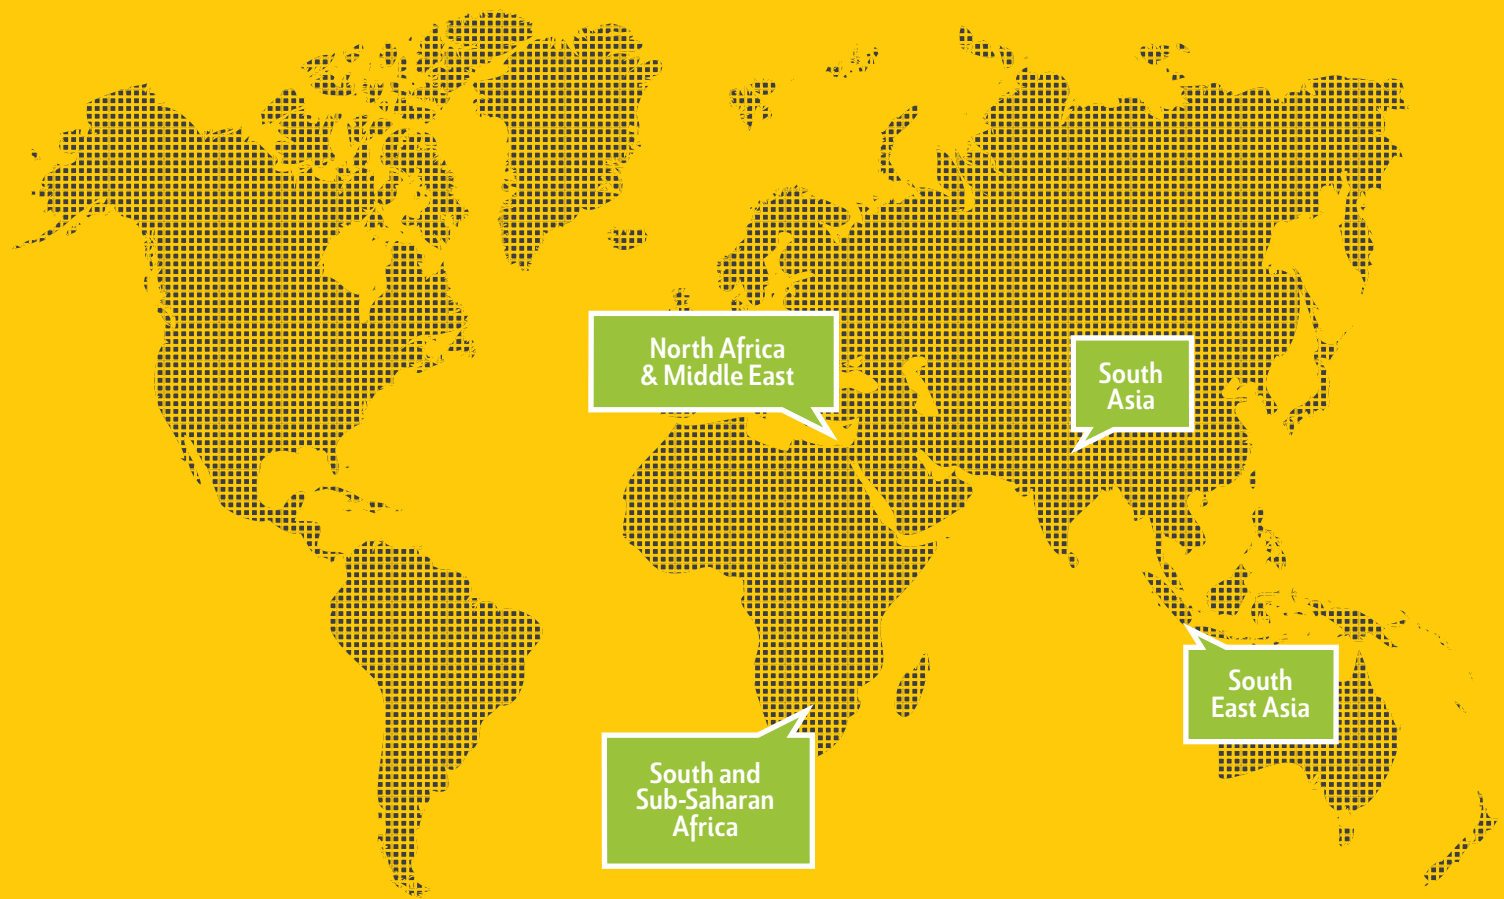 North Africa
& Middle East
South
Asia
South
East Asia
South and
Sub-Saharan
Africa